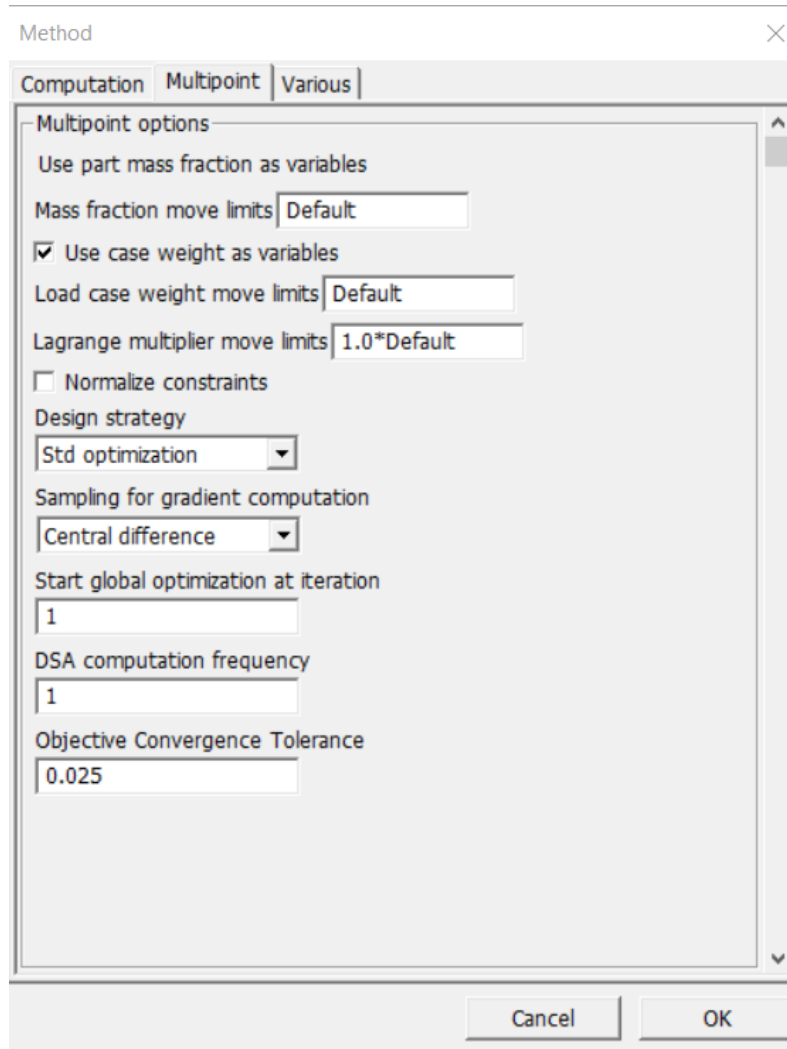 Method
Computation Multipoint Various
Multipoint options
Use part mass fraction as variables
Mass fraction move limits Default
Use case weight as variables
Load case weight move limits Default
Lagrange multiplier move limits 1.0*Default
Normalize constraints
Design strategy
Std optimization
Sampling for gradient computation
Central difference
Start global optimization at iteration
1
DSA computation frequency
1
Objective Convergence Tolerance
0.025
Cancel OK